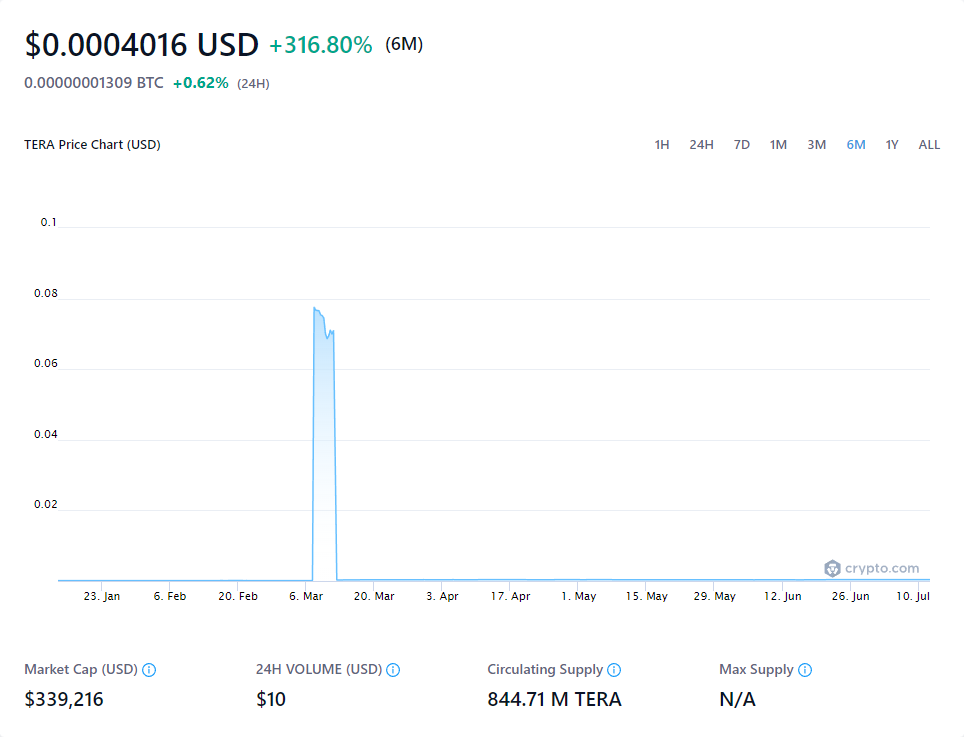 $0.0004016 USD +316.80% (6M)
0.00000001309 BTC +0.62% (24H)
TERA Price Chart (USD) 1H 24H 7D 1M 3M 6M 1Y ALL
0.1
0.08
0.06
0.04
0.02
crypto.com
23. Jan 6. Feb 20. Feb 6. Mar 20. Mar 3. Apr 17. Apr 1. May 15. May 29. May 12. Jun 26. Jun 10. Jul
Market Cap (USD) 24H VOLUME (USD) Circulating Supply Max Supply
$339,216 $10 844.71 M TERA N/A